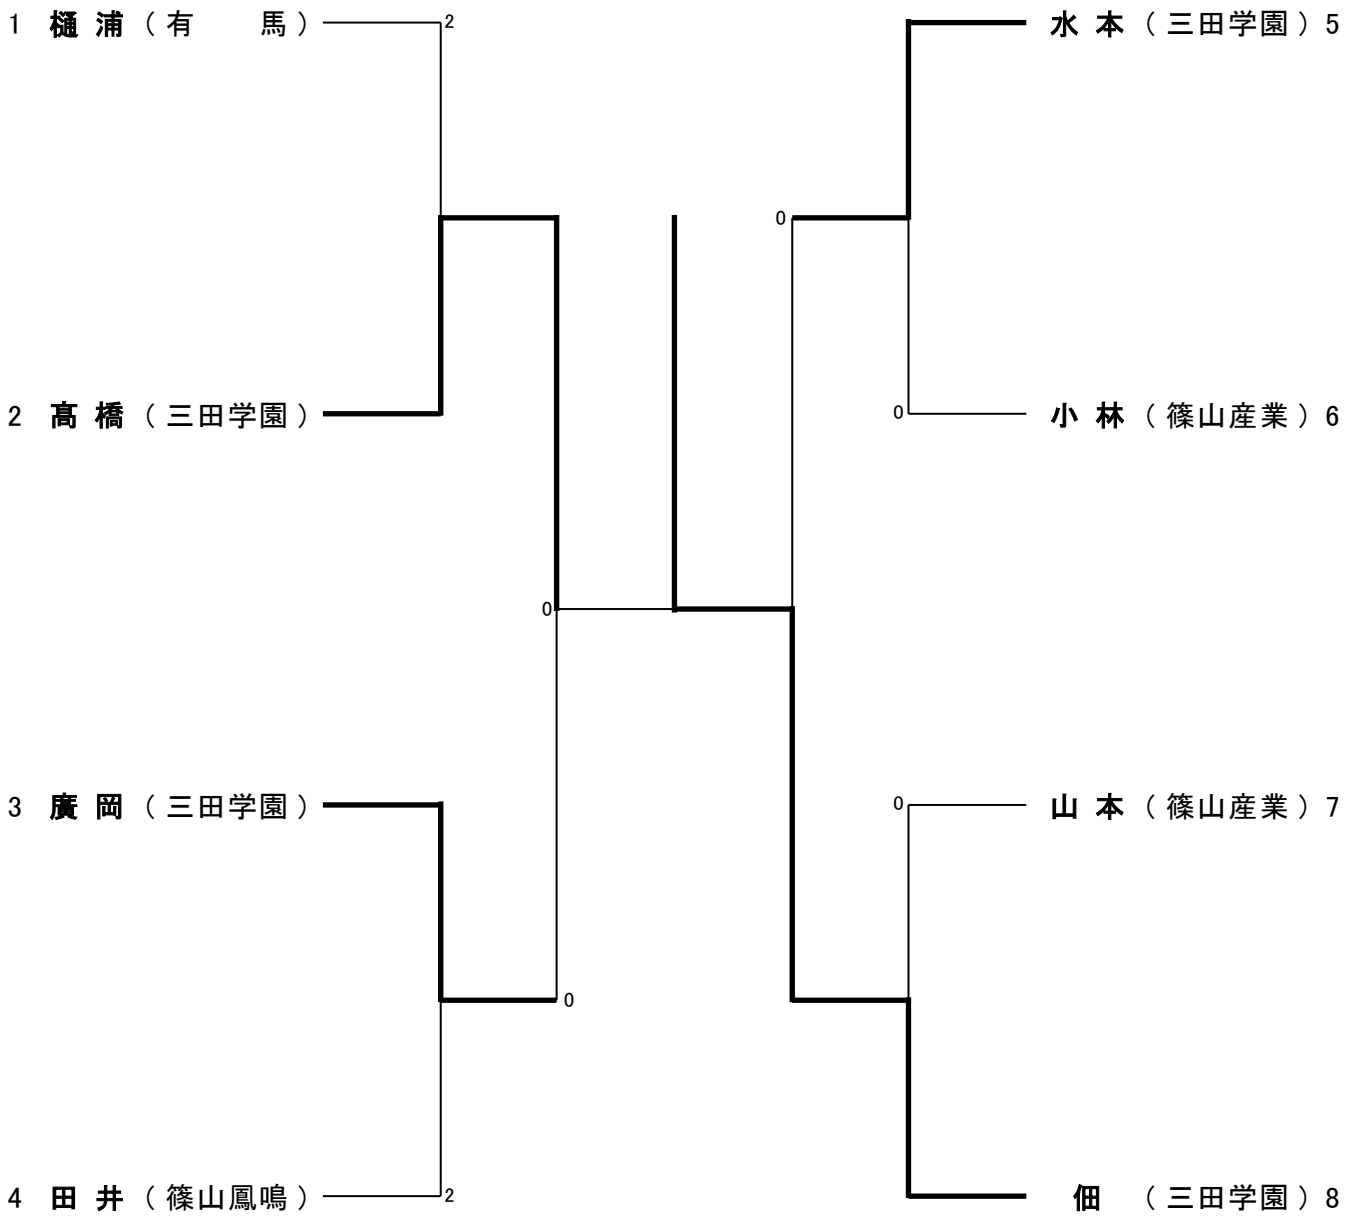 1 樋 浦 （ 有　　馬 ） 2
水 本 （ 三田学園 ） 5
0
2 髙 橋 （ 三田学園 ）
0 小 林 （ 篠山産業 ） 6
0
3 廣 岡 （ 三田学園 ）
0 山 本 （ 篠山産業 ） 7
0
4 田 井 （ 篠山鳳鳴 ） 2
佃 （ 三田学園 ） 8